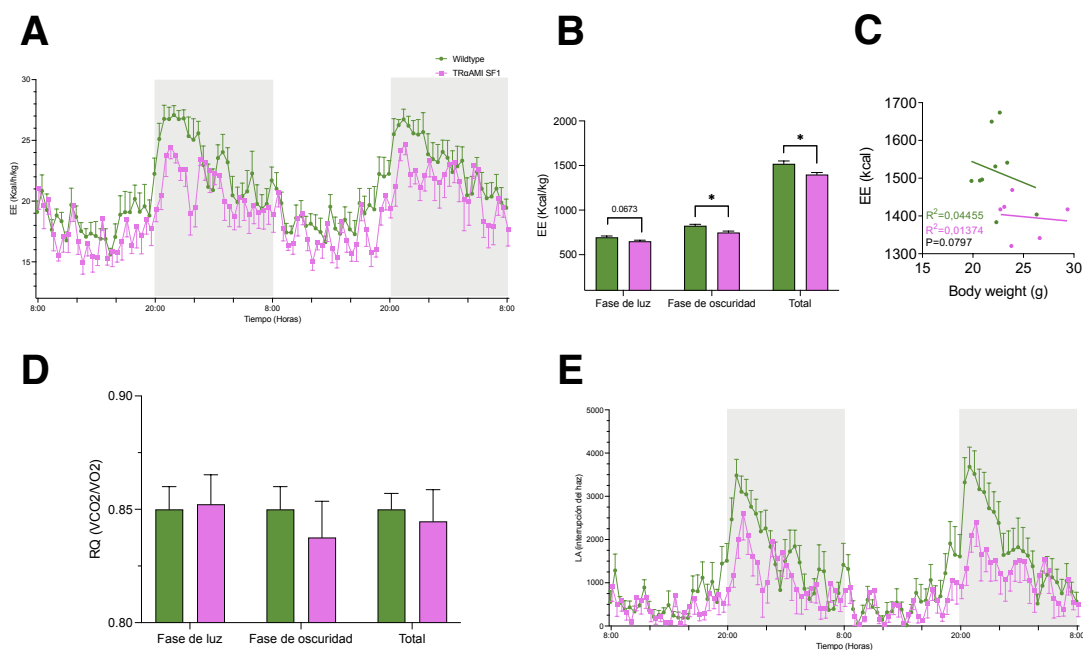 A
Wildtype
TRαAMI SF1
EE (Kcal/h/kg)
30
25
20
15
8:00
20:00
8:00
20:00
8:00
Tiempo (Horas)
B
EE (Kcal/kg)
2000
1500
1000
500
0.0673
*
*
Fase de luz
Fase de oscuridad
Total
C
EE (kcal)
1700
1600
1500
1400
1300
R²=0,04455
R²=0,01374
P=0.0797
15
20
25
30
Body weight (g)
D
RQ (VCO2/VO2)
0.90
0.85
0.80
Fase de luz
Fase de oscuridad
Total
E
LA (interrupción del haz)
5000
4000
3000
2000
1000
0
8:00
20:00
8:00
20:00
8:00
Tiempo (Horas)